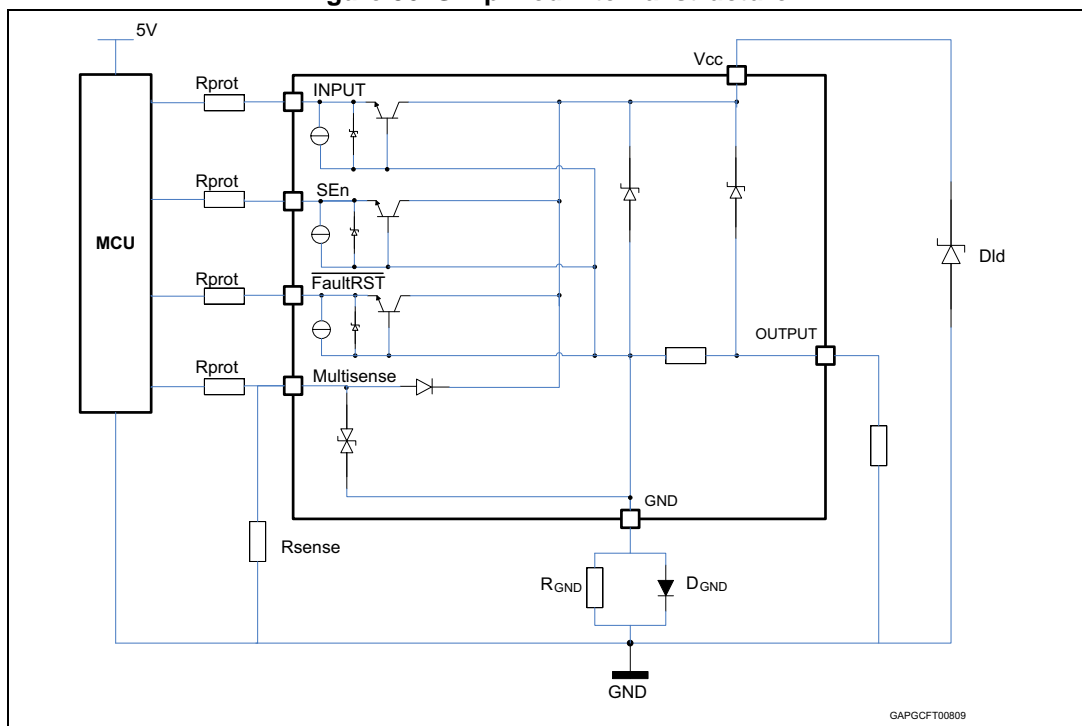 5V
Vcc
Rprot
INPUT
Rprot
SEn
MCU
Dld
Rprot
FaultRST
OUTPUT
Rprot
Multisense
GND
Rsense
RGND
DGND
GND
GAPGCFT00809